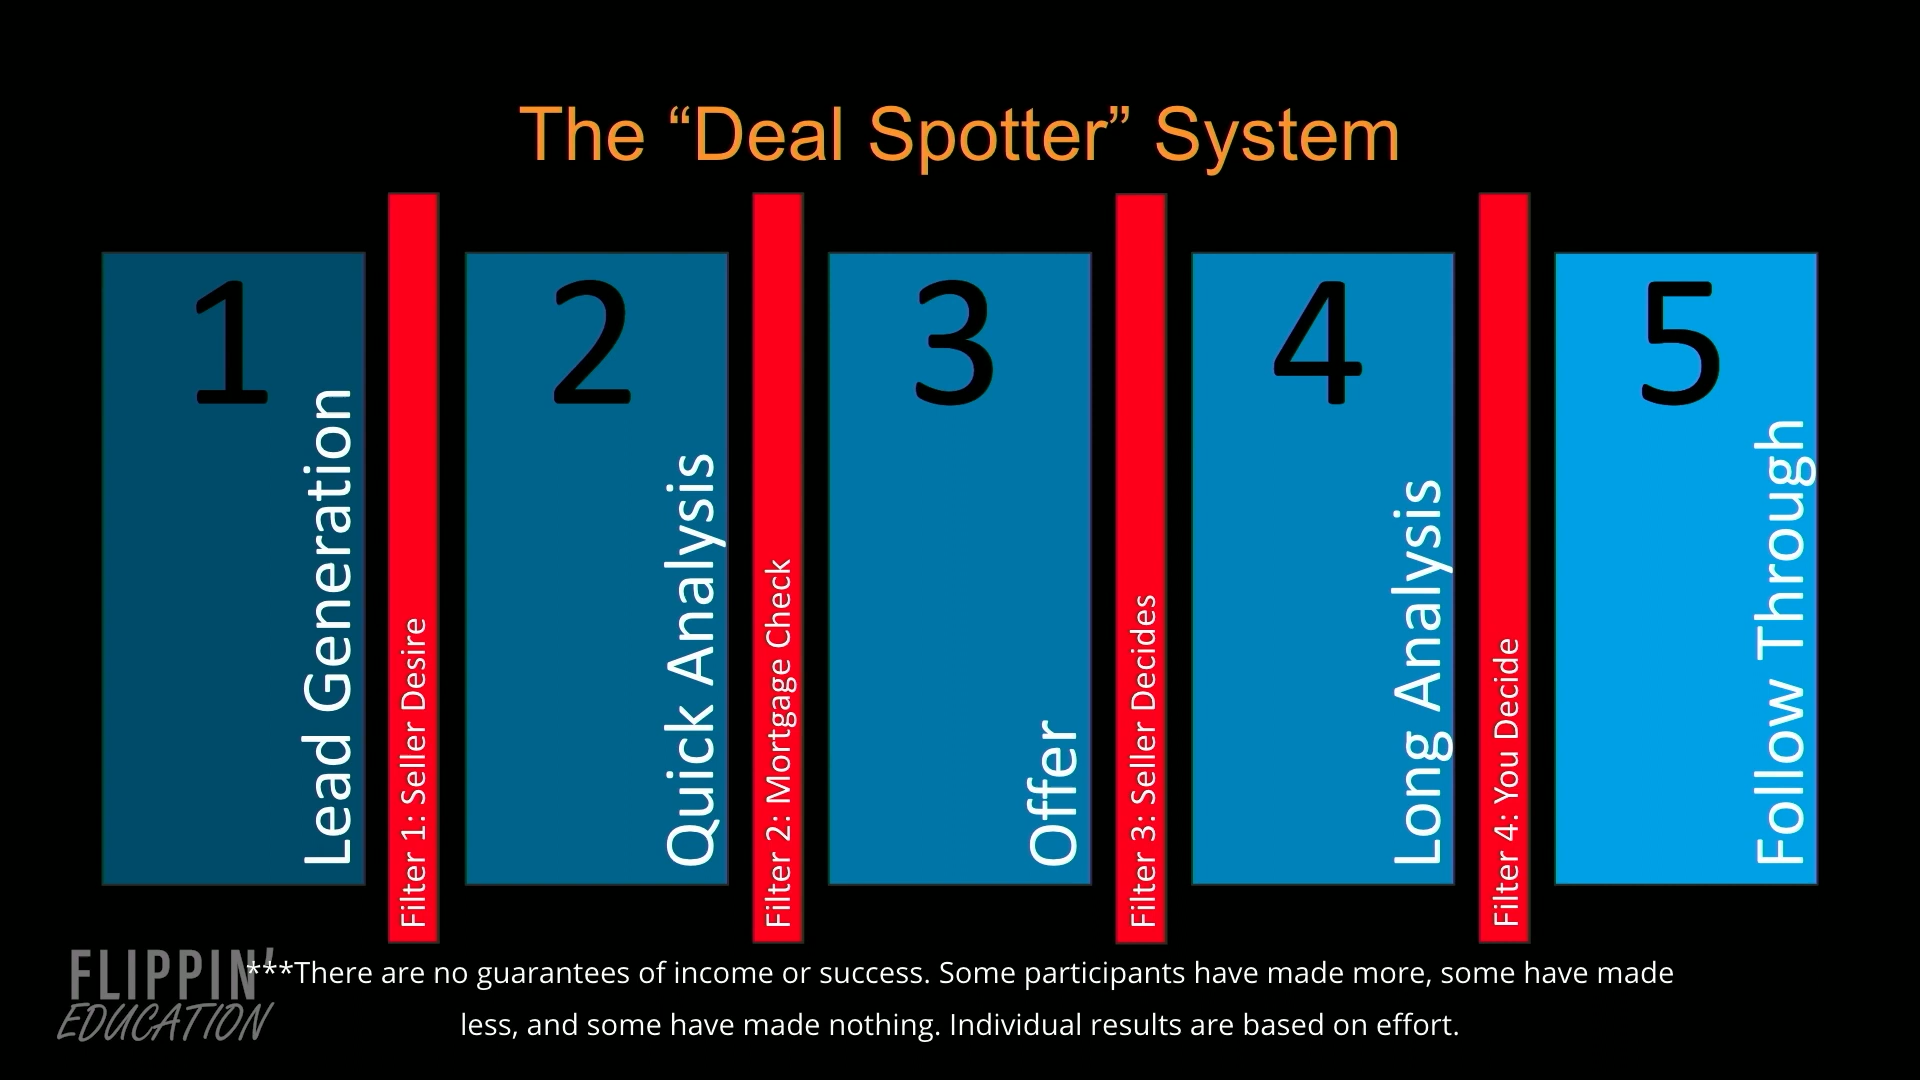 The “Deal Spotter” System
1
Lead Generation
Filter 1: Seller Desire
2
Quick Analysis
Filter 2: Mortgage Check
3
Offer
Filter 3: Seller Decides
4
Long Analysis
Filter 4: You Decide
5
Follow Through
FLIPPIN’
EDUCATION
***There are no guarantees of income or success. Some participants have made more, some have made
less, and some have made nothing. Individual results are based on effort.